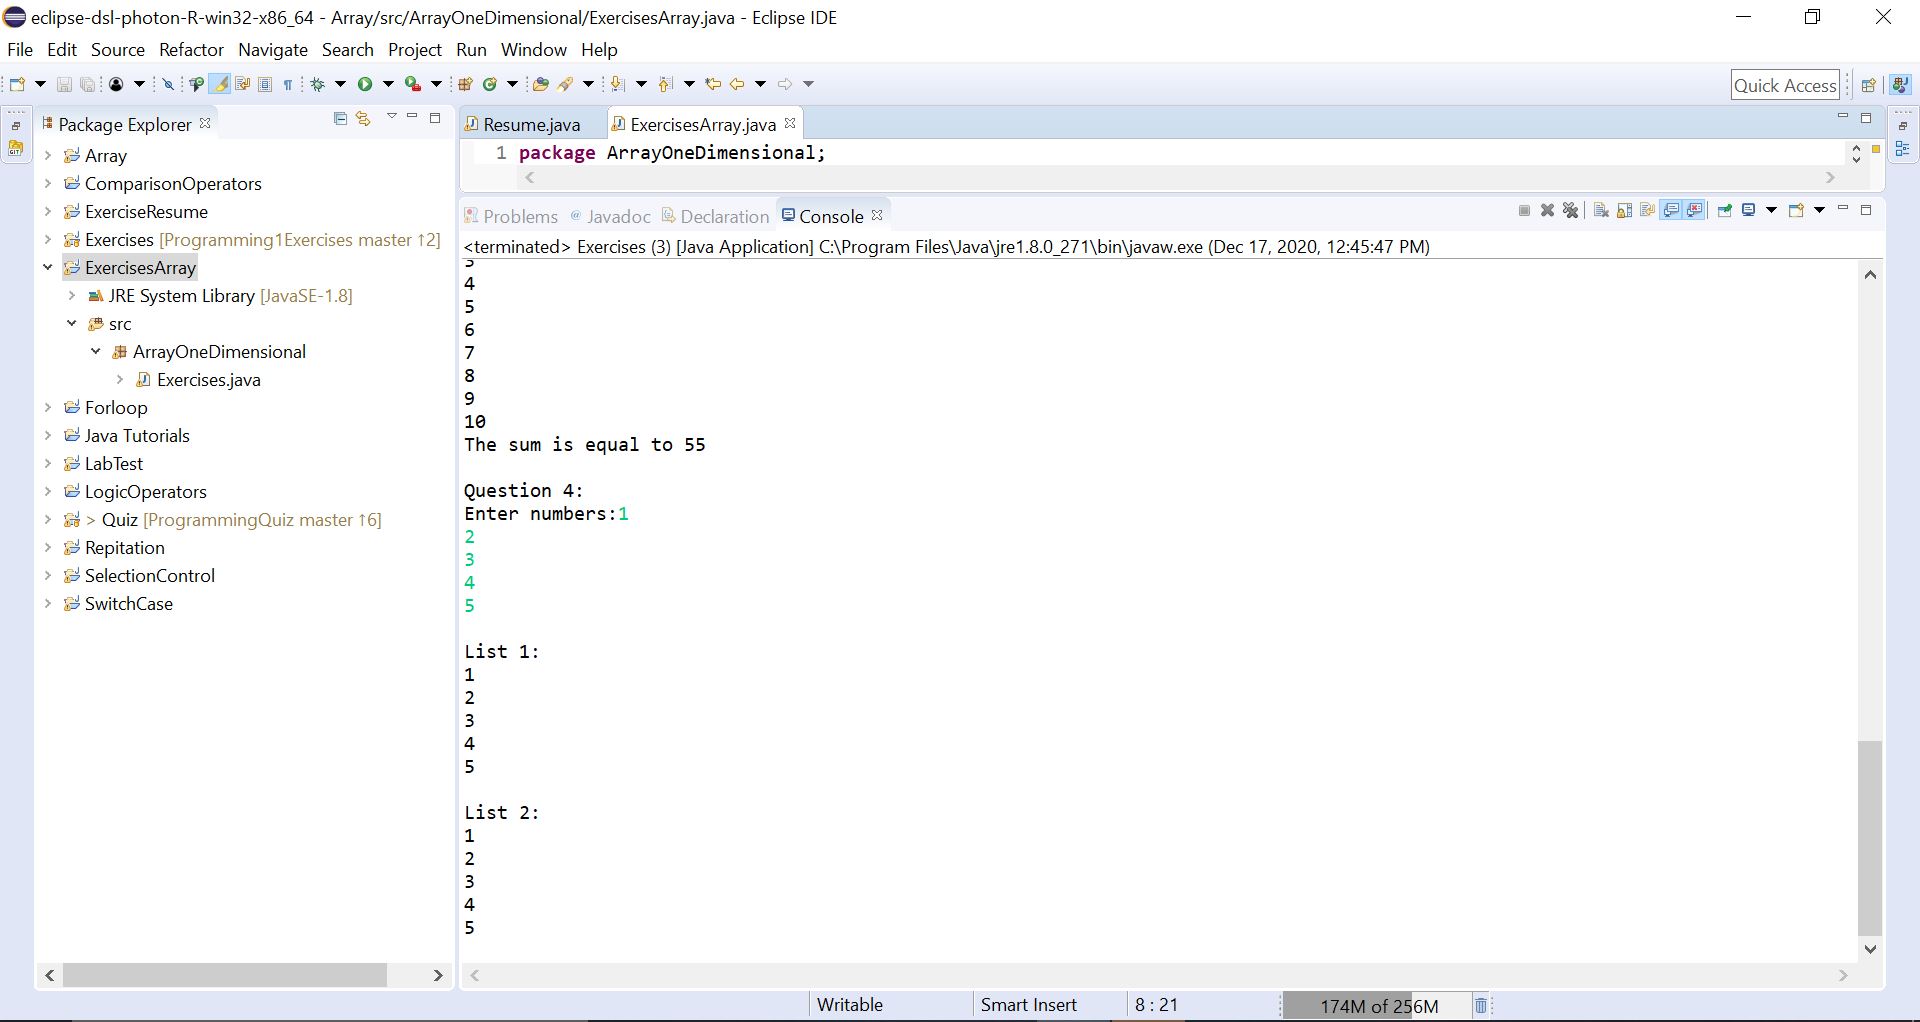 eclipse-dsl-photon-R-win32-x86_64 - Array/src/ArrayOneDimensional/ExercisesArray.java - Eclipse IDE
File Edit Source Refactor Navigate Search Project Run Window Help
Quick Access
Package Explorer
Array
ComparisonOperators
ExerciseResume
Exercises [Programming1Exercises master ↑2]
ExercisesArray
JRE System Library [JavaSE-1.8]
src
ArrayOneDimensional
Exercises.java
Forloop
Java Tutorials
LabTest
LogicOperators
> Quiz [ProgrammingQuiz master ↑6]
Repitation
SelectionControl
SwitchCase
Resume.java ExercisesArray.java
1 package ArrayOneDimensional;
Problems @ Javadoc Declaration Console
<terminated> Exercises (3) [Java Application] C:\Program Files\Java\jre1.8.0_271\bin\javaw.exe (Dec 17, 2020, 12:45:47 PM)
3
4
5
6
7
8
9
10
The sum is equal to 55
Question 4:
Enter numbers:1
2
3
4
5
List 1:
1
2
3
4
5
List 2:
1
2
3
4
5
Writable Smart Insert 8 : 21 174M of 256M